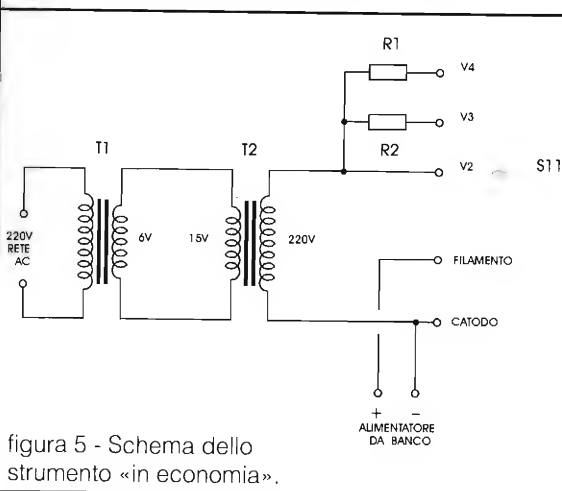 R1
V4
V3
R2
V2
S11
T1
T2
220V
RETE
AC
6V
15V
220V
FILAMENTO
CATODO
+ −
ALIMENTATORE
DA BANCO
figura 5 - Schema dello
strumento «in economia».